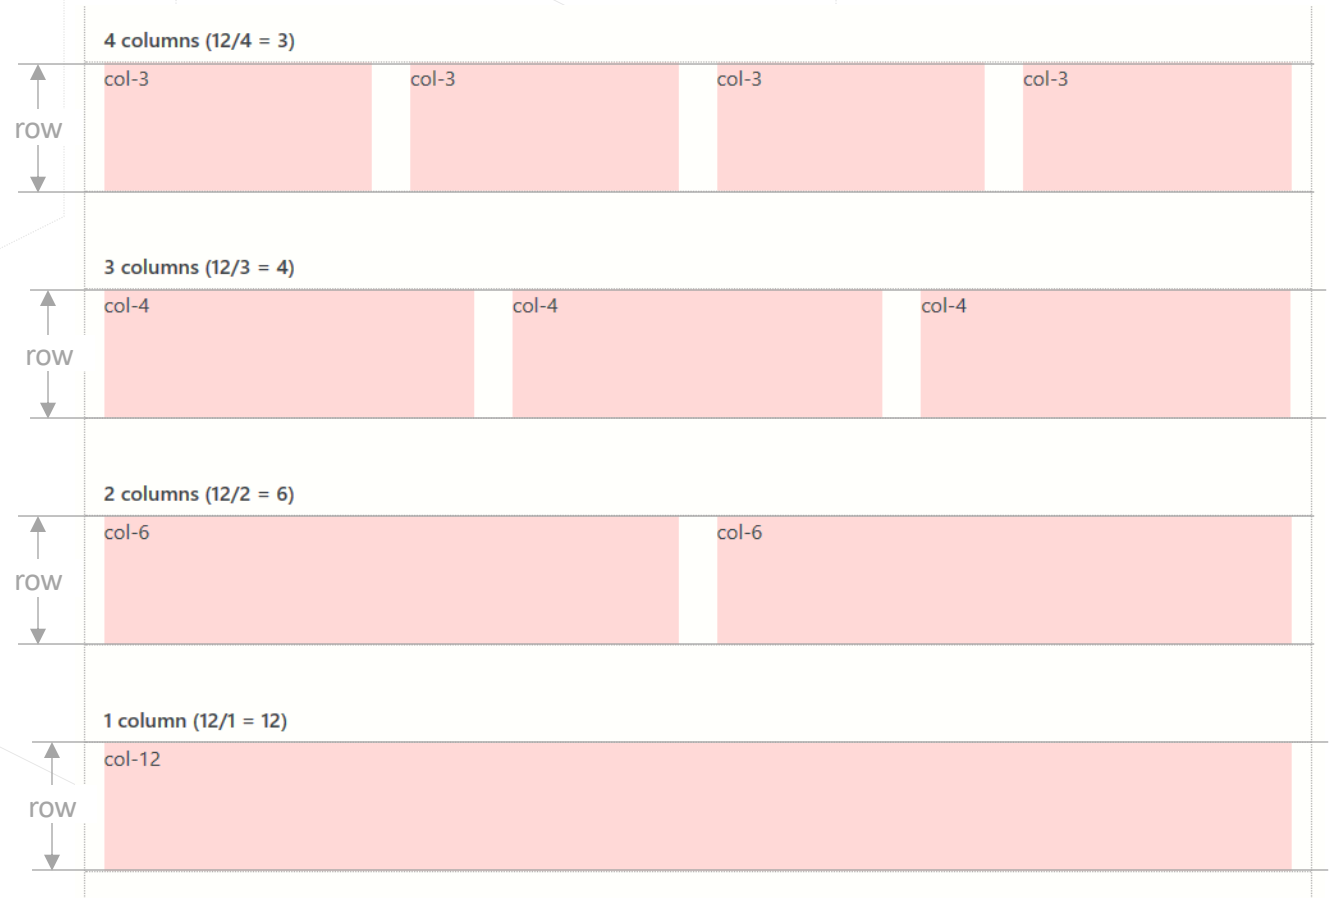 4 columns (12/4 = 3)
col-3 col-3 col-3 col-3
row
3 columns (12/3 = 4)
col-4 col-4 col-4
row
2 columns (12/2 = 6)
col-6 col-6
row
1 column (12/1 = 12)
col-12
row